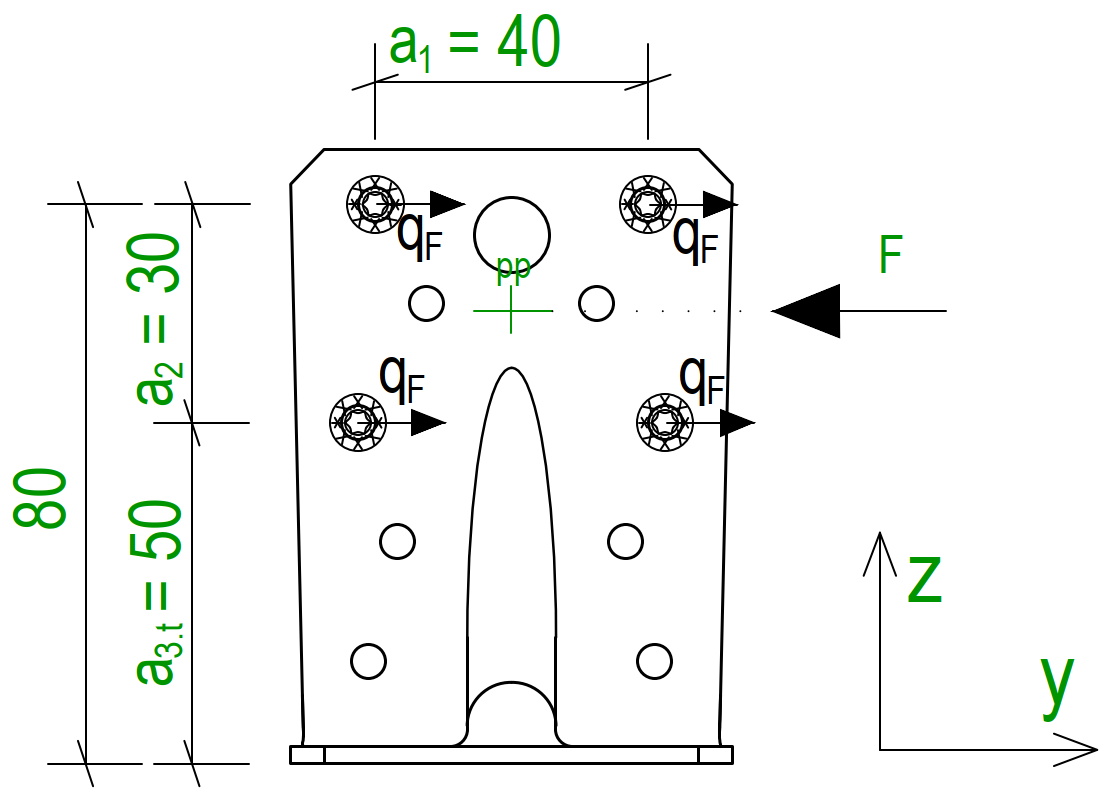 a₁ = 40
qF
qF
F
pp
a₂ = 30
qF
qF
80
a₃.t = 50
z
y